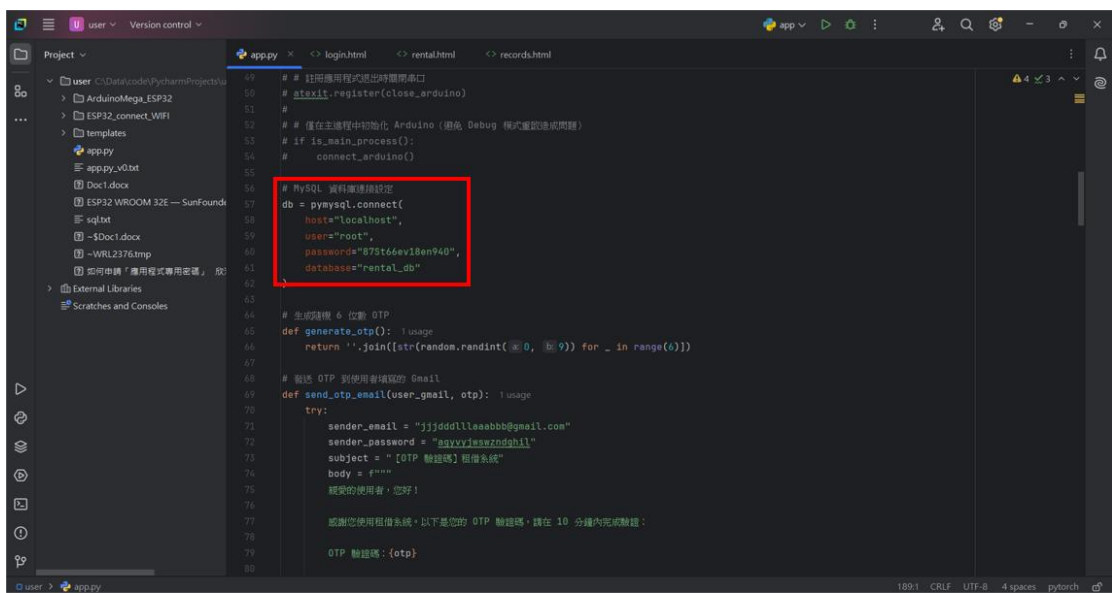 user
Version control
app
Project
app.py
login.html
rental.html
records.html
user C:\Data\code\PycharmProjects\u
ArduinoMega_ESP32
ESP32_connect_WIFI
templates
app.py
app.py_v0.txt
Doc1.docx
ESP32 WROOM 32E — SunFounde
sql.txt
~$Doc1.docx
~WRL2376.tmp
如何申請「應用程式專用密碼」 欣
External Libraries
Scratches and Consoles
4 3
49 # # 註冊應用程式退出時關閉串口
50 # atexit.register(close_arduino)
51 #
52 # # 僅在主進程中初始化 Arduino（避免 Debug 模式重啟造成問題）
53 # if is_main_process():
54 # connect_arduino()
55
56 # MySQL 資料庫連接設定
57 db = pymysql.connect(
58 host="localhost",
59 user="root",
60 password="875t66ev18en940",
61 database="rental_db"
62 )
63
64 # 生成隨機 6 位數 OTP
65 def generate_otp(): 1 usage
66 return ''.join([str(random.randint( a: 0, b: 9)) for _ in range(6)])
67
68 # 發送 OTP 到使用者填寫的 Gmail
69 def send_otp_email(user_gmail, otp): 1 usage
70 try:
71 sender_email = "jjjdddlllaaabbb@gmail.com"
72 sender_password = "aqyvyjwswzndghil"
73 subject = "［OTP 驗證碼］租借系統"
74 body = f"""
75 親愛的使用者，您好！
76
77 感謝您使用租借系統。以下是您的 OTP 驗證碼，請在 10 分鐘內完成驗證：
78
79 OTP 驗證碼：{otp}
80
user > app.py
189:1 CRLF UTF-8 4 spaces pytorch